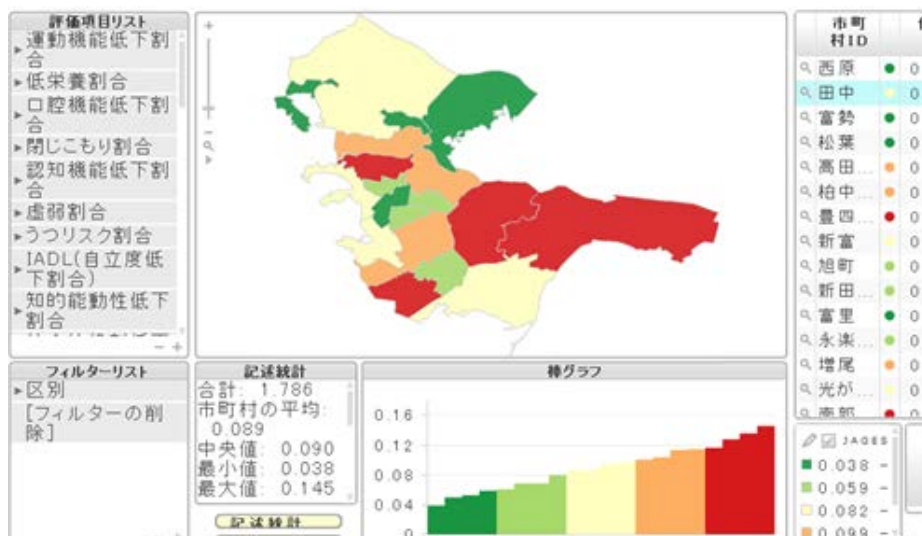 評価項目リスト
▸運動機能低下割
合
▸低栄養割合
▸口腔機能低下割
合
▸閉じこもり割合
▸認知機能低下割
合
▸虚弱割合
▸うつリスク割合
▸IADL(自立度低
下割合)
▸知的能動性低下
割合
市町
村ID
西原
田中
富勢
松葉
高田...
柏中...
豊四...
新富
旭町
新田...
富里
永楽...
増尾
光が...
フィルターリスト
▸区別
[フィルターの削
除]
記述統計
合計: 1.786
市町村の平均:
0.089
中央値: 0.090
最小値: 0.038
最大値: 0.145
記述統計
棒グラフ
0.16
0.12
0.08
0.04
0
JAGES
0.038 -
0.059 -
0.082 -
0.099 -